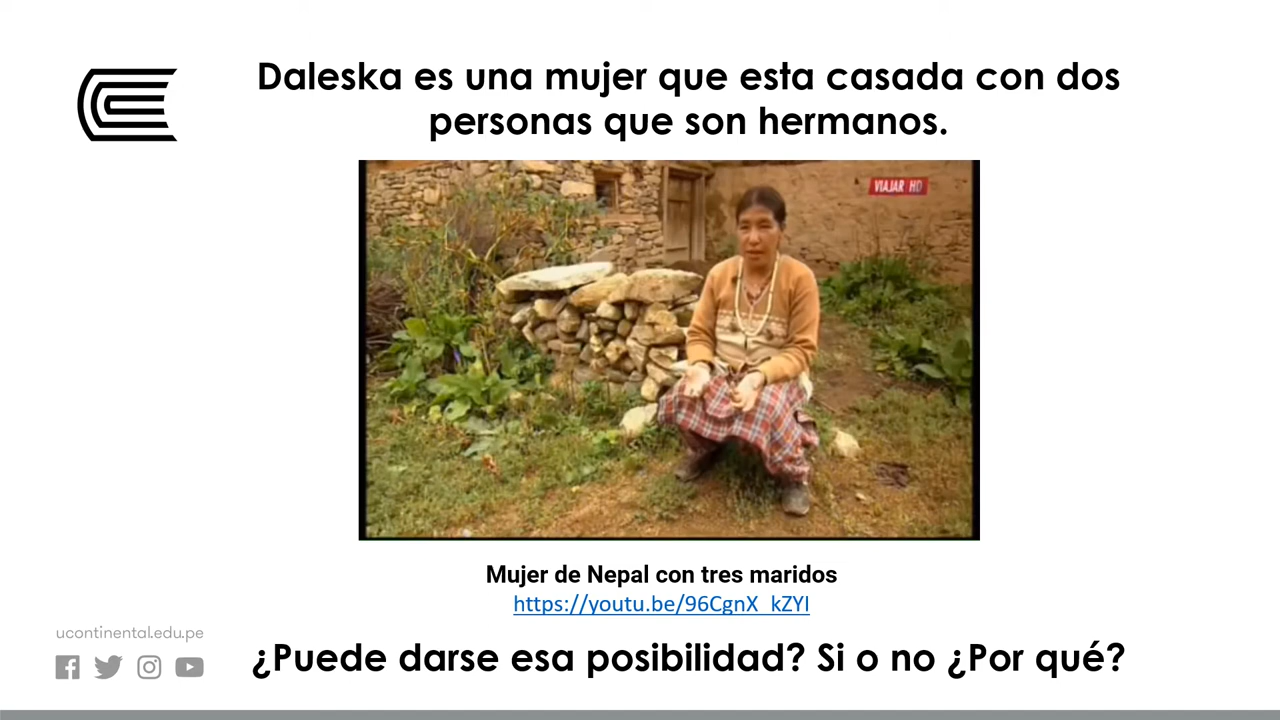 Daleska es una mujer que esta casada con dos
personas que son hermanos.
VIAJAR HD
Mujer de Nepal con tres maridos
https://youtu.be/96CgnX_kZYI
ucontinental.edu.pe
¿Puede darse esa posibilidad? Si o no ¿Por qué?